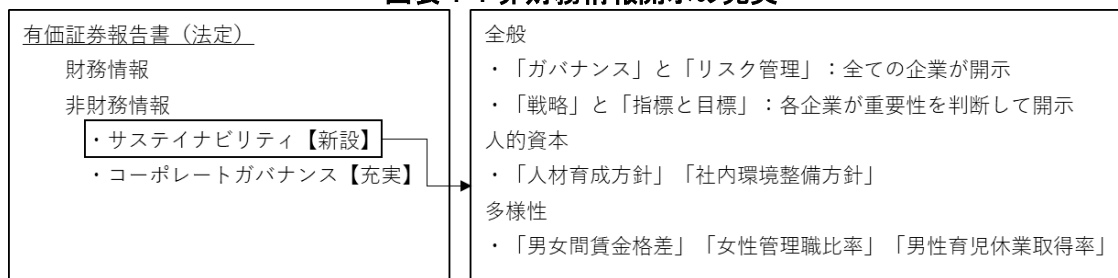 有価証券報告書（法定）
財務情報
非財務情報
・サステイナビリティ【新設】
・コーポレートガバナンス【充実】
全般
・「ガバナンス」と「リスク管理」：全ての企業が開示
・「戦略」と「指標と目標」：各企業が重要性を判断して開示
人的資本
・「人材育成方針」「社内環境整備方針」
多様性
・「男女間賃金格差」「女性管理職比率」「男性育児休業取得率」